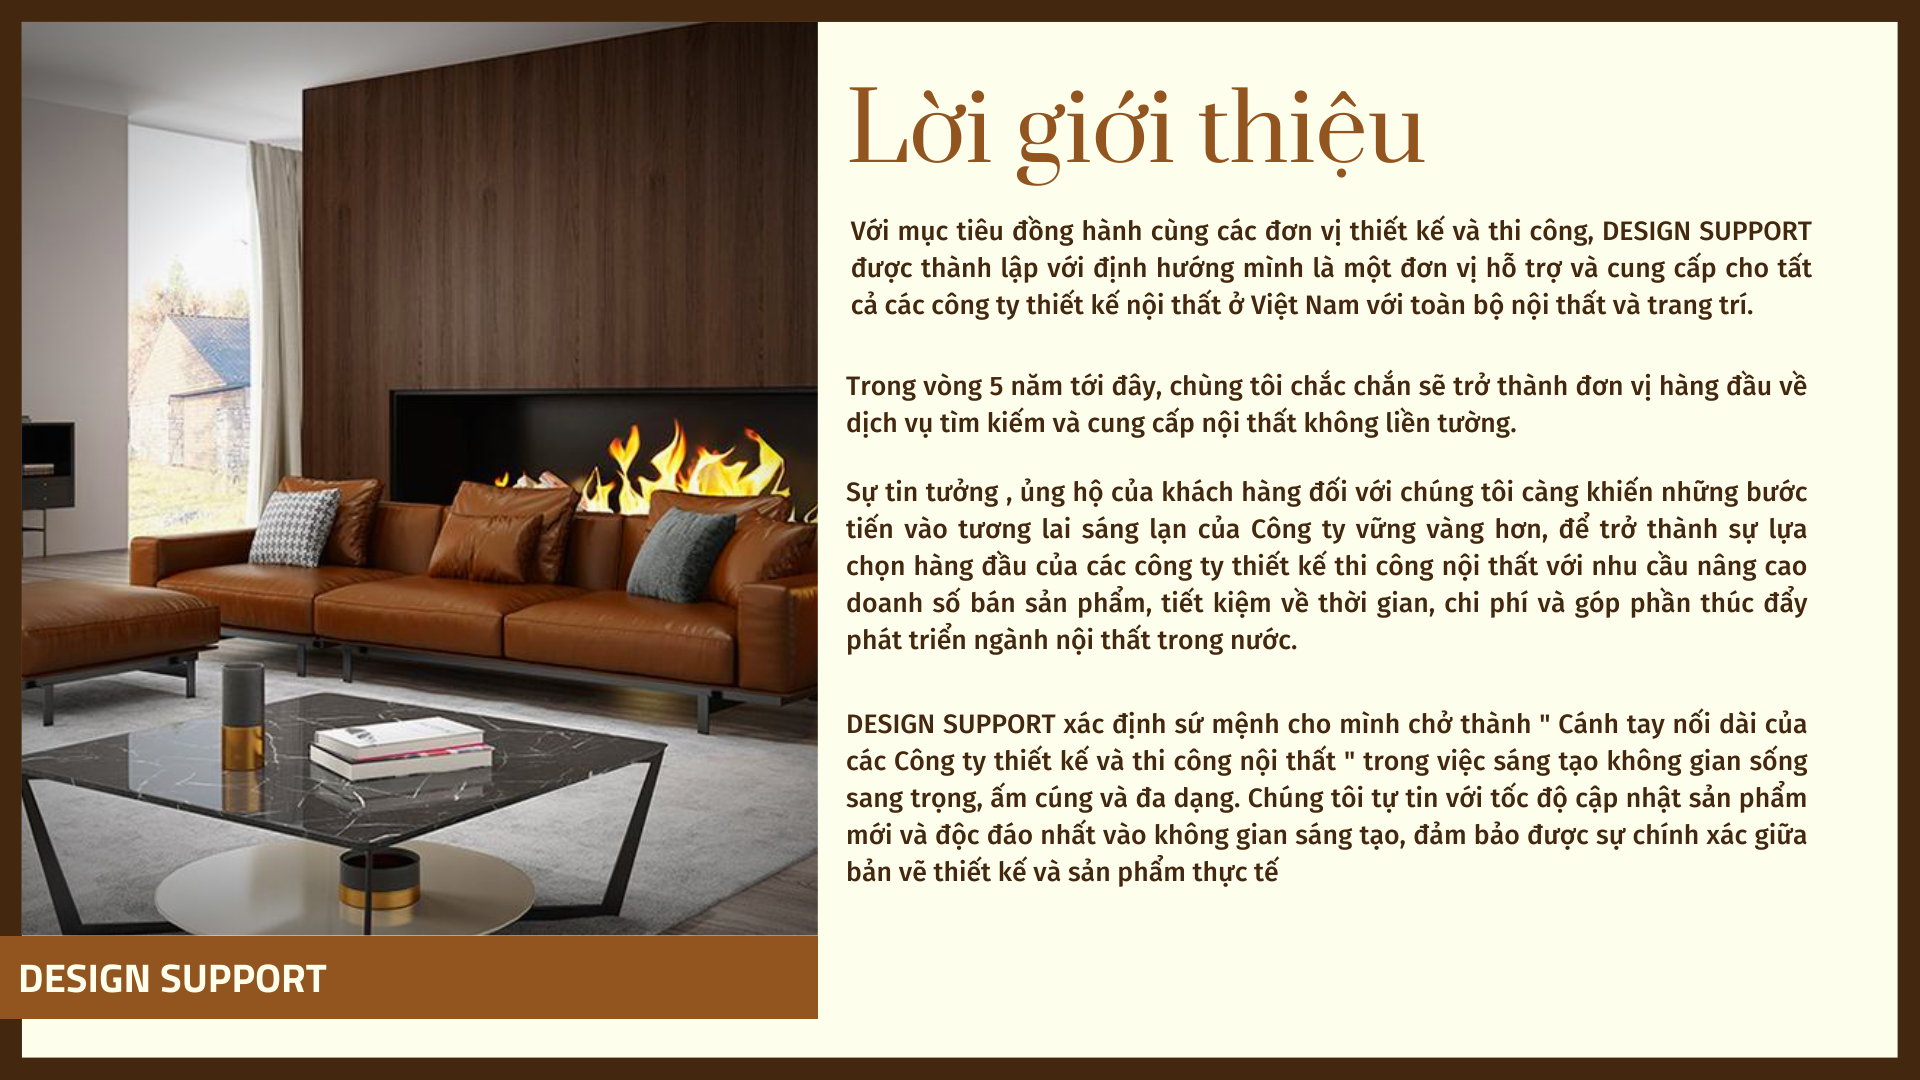 Lời giới thiệu
Với mục tiêu đồng hành cùng các đơn vị thiết kế và thi công, DESIGN SUPPORT
được thành lập với định hướng mình là một đơn vị hỗ trợ và cung cấp cho tất
cả các công ty thiết kế nội thất ở Việt Nam với toàn bộ nội thất và trang trí.
Trong vòng 5 năm tới đây, chùng tôi chắc chắn sẽ trở thành đơn vị hàng đầu về
dịch vụ tìm kiếm và cung cấp nội thất không liền tường.
Sự tin tưởng , ủng hộ của khách hàng đối với chúng tôi càng khiến những bước
tiến vào tương lai sáng lạn của Công ty vững vàng hơn, để trở thành sự lựa
chọn hàng đầu của các công ty thiết kế thi công nội thất với nhu cầu nâng cao
doanh số bán sản phẩm, tiết kiệm về thời gian, chi phí và góp phần thúc đẩy
phát triển ngành nội thất trong nước.
DESIGN SUPPORT xác định sứ mệnh cho mình chở thành " Cánh tay nối dài của
các Công ty thiết kế và thi công nội thất " trong việc sáng tạo không gian sống
sang trọng, ấm cúng và đa dạng. Chúng tôi tự tin với tốc độ cập nhật sản phẩm
mới và độc đáo nhất vào không gian sáng tạo, đảm bảo được sự chính xác giữa
bản vẽ thiết kế và sản phẩm thực tế
DESIGN SUPPORT